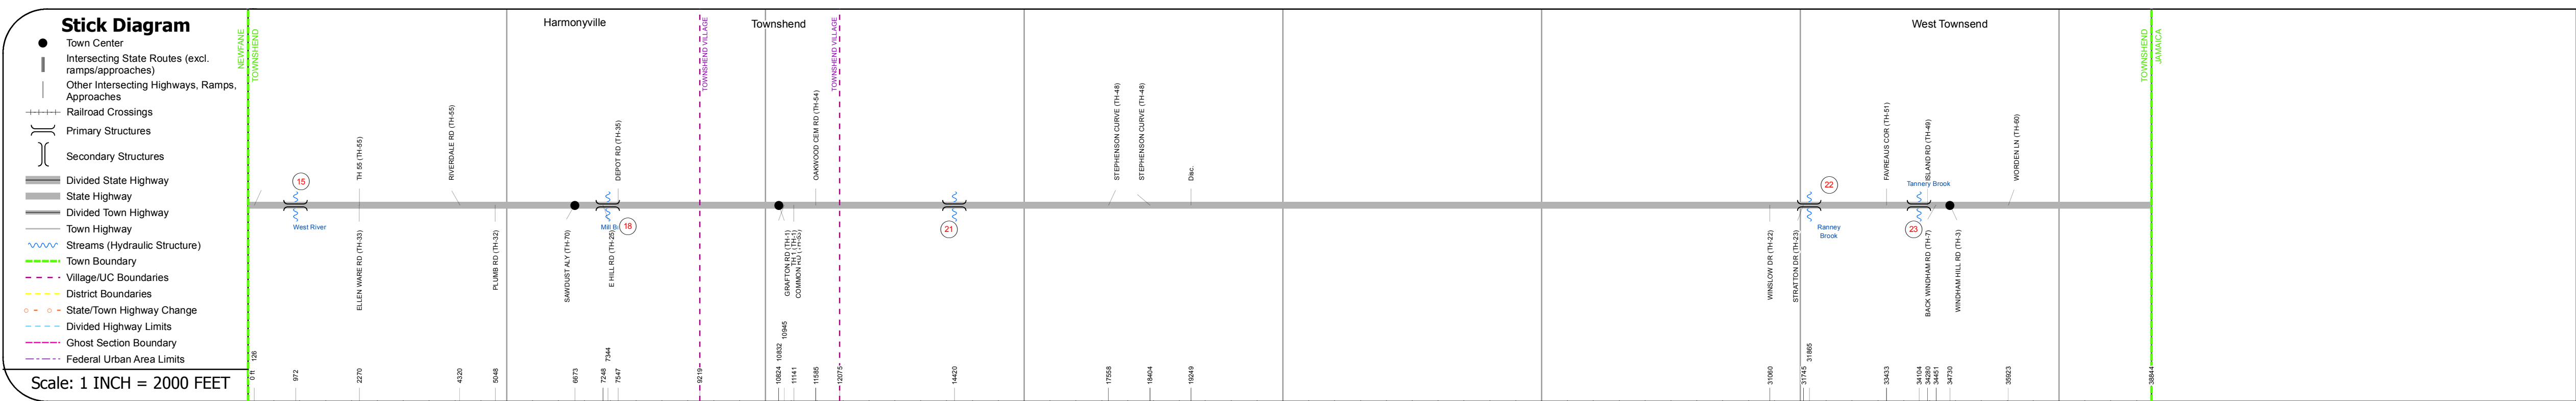 Stick Diagram
Town Center
Intersecting State Routes (excl.
ramps/approaches)
Other Intersecting Highways, Ramps,
Approaches
Railroad Crossings
Primary Structures
Secondary Structures
Divided State Highway
State Highway
Divided Town Highway
Town Highway
Streams (Hydraulic Structure)
Town Boundary
Village/UC Boundaries
District Boundaries
State/Town Highway Change
Divided Highway Limits
Ghost Section Boundary
Federal Urban Area Limits
Scale: 1 INCH = 2000 FEET
Harmonyville
Townshend
West Townsend
NEWFANE
TOWNSHEND
TOWNSHEND VILLAGE
TOWNSHEND VILLAGE
TOWNSHEND
JAMAICA
TH 55 (TH-55)
RIVERDALE RD (TH-55)
DEPOT RD (TH-35)
OAKWOOD CEM RD (TH-54)
STEPHENSON CURVE (TH-48)
STEPHENSON CURVE (TH-48)
Disc.
FAVREAUS COR (TH-51)
ISLAND RD (TH-49)
WORDEN LN (TH-60)
15
18
21
22
23
West River
Mill
Ranney
Brook
Tannery Brook
ELLEN WARE RD (TH-33)
PLUMB RD (TH-32)
SAWDUST ALY (TH-70)
E HILL RD (TH-25)
GRAFTON RD (TH-1)
TH 1 (TH-1)
COMMON RD
WINSLOW DR (TH-22)
STRATTON DR (TH-23)
BACK WINDHAM RD (TH-7)
WINDHAM HILL RD (TH-3)
0 ft
126
972
2270
4320
5048
6673
7248
7344
7547
9219
10824
10832
10945
11141
11585
12075
14420
17558
18404
19249
31060
31745
31865
33433
34104
34280
34451
34730
35923
38844